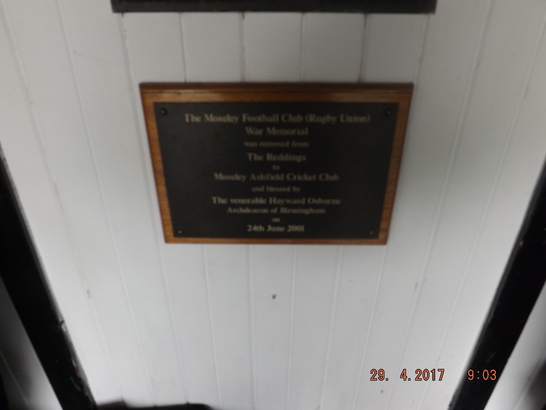 The Moseley Football Club (Rugby Union)
War Memorial
was removed from
The Reddings
to
Moseley Ashfield Cricket Club
and blessed by
The venerable Hayward Osborne
Archdeacon of Birmingham
on
24th June 2001
29. 4.2017 9:03